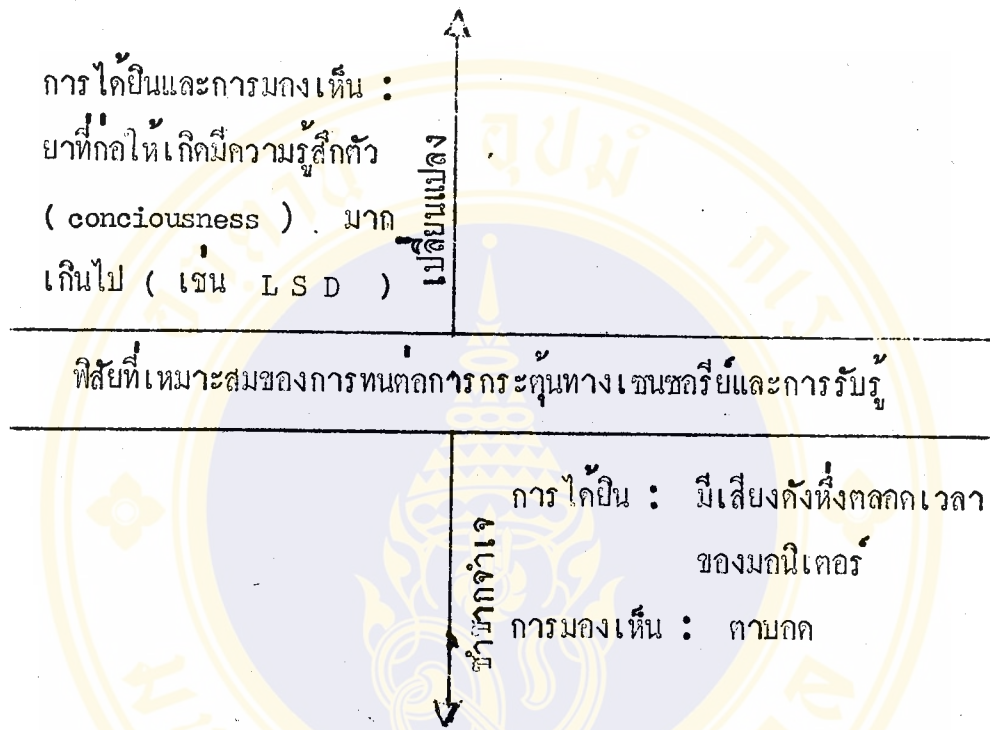 การได้ยินและการมองเห็น :
ยาที่ก่อให้เกิดมีความรู้สึกตัว
( conciousness ) มาก
เกินไป ( เช่น L S D )
เปลี่ยนแปลง
พิสัยที่เหมาะสมของการทนต่อการกระตุ้นทางเซนซอรีย์และการรับรู้
การได้ยิน : มีเสียงดังหึ่งตลอดเวลา
ของมอนิเตอร์
การมองเห็น : ตาบอด